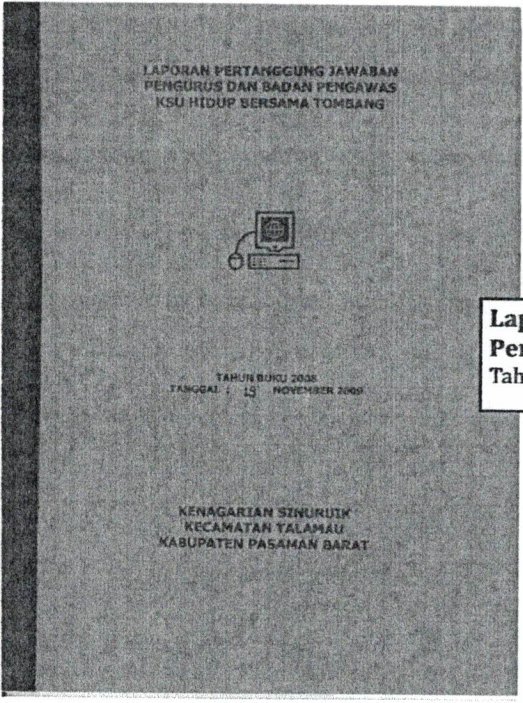 LAPORAN PERTANGGUNG JAWABAN
PENGURUS DAN BADAN PENGAWAS
KSU HIDUP BERSAMA TOMBANG
TAHUN BUKU 2008
TANGGAL : 19 NOVEMBER 2009
KENAGARIAN SINURUIK
KECAMATAN TALAMAU
KABUPATEN PASAMAN BARAT
Lap
Per
Tah